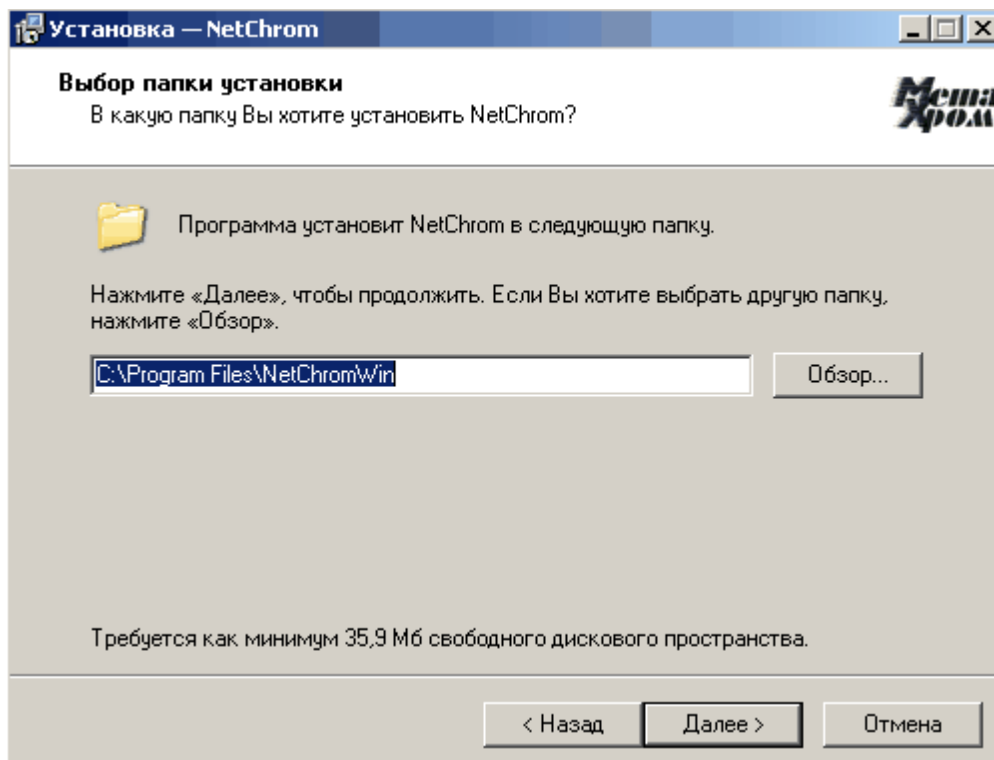 Установка — NetChrom
Выбор папки установки
В какую папку Вы хотите установить NetChrom?
Мета
Хром
Программа установит NetChrom в следующую папку.
Нажмите «Далее», чтобы продолжить. Если Вы хотите выбрать другую папку,
нажмите «Обзор».
C:\Program Files\NetChromWin
Обзор...
Требуется как минимум 35,9 Мб свободного дискового пространства.
< Назад
Далее >
Отмена